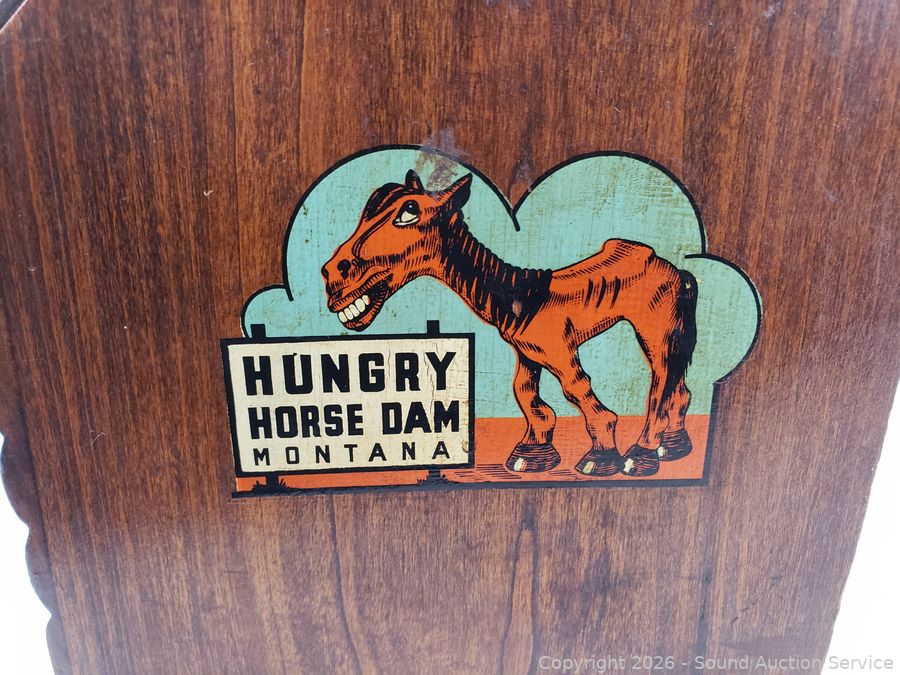 HUNGRY
HORSE DAM
MONTANA
Copyright 2026 - Sound Auction Service